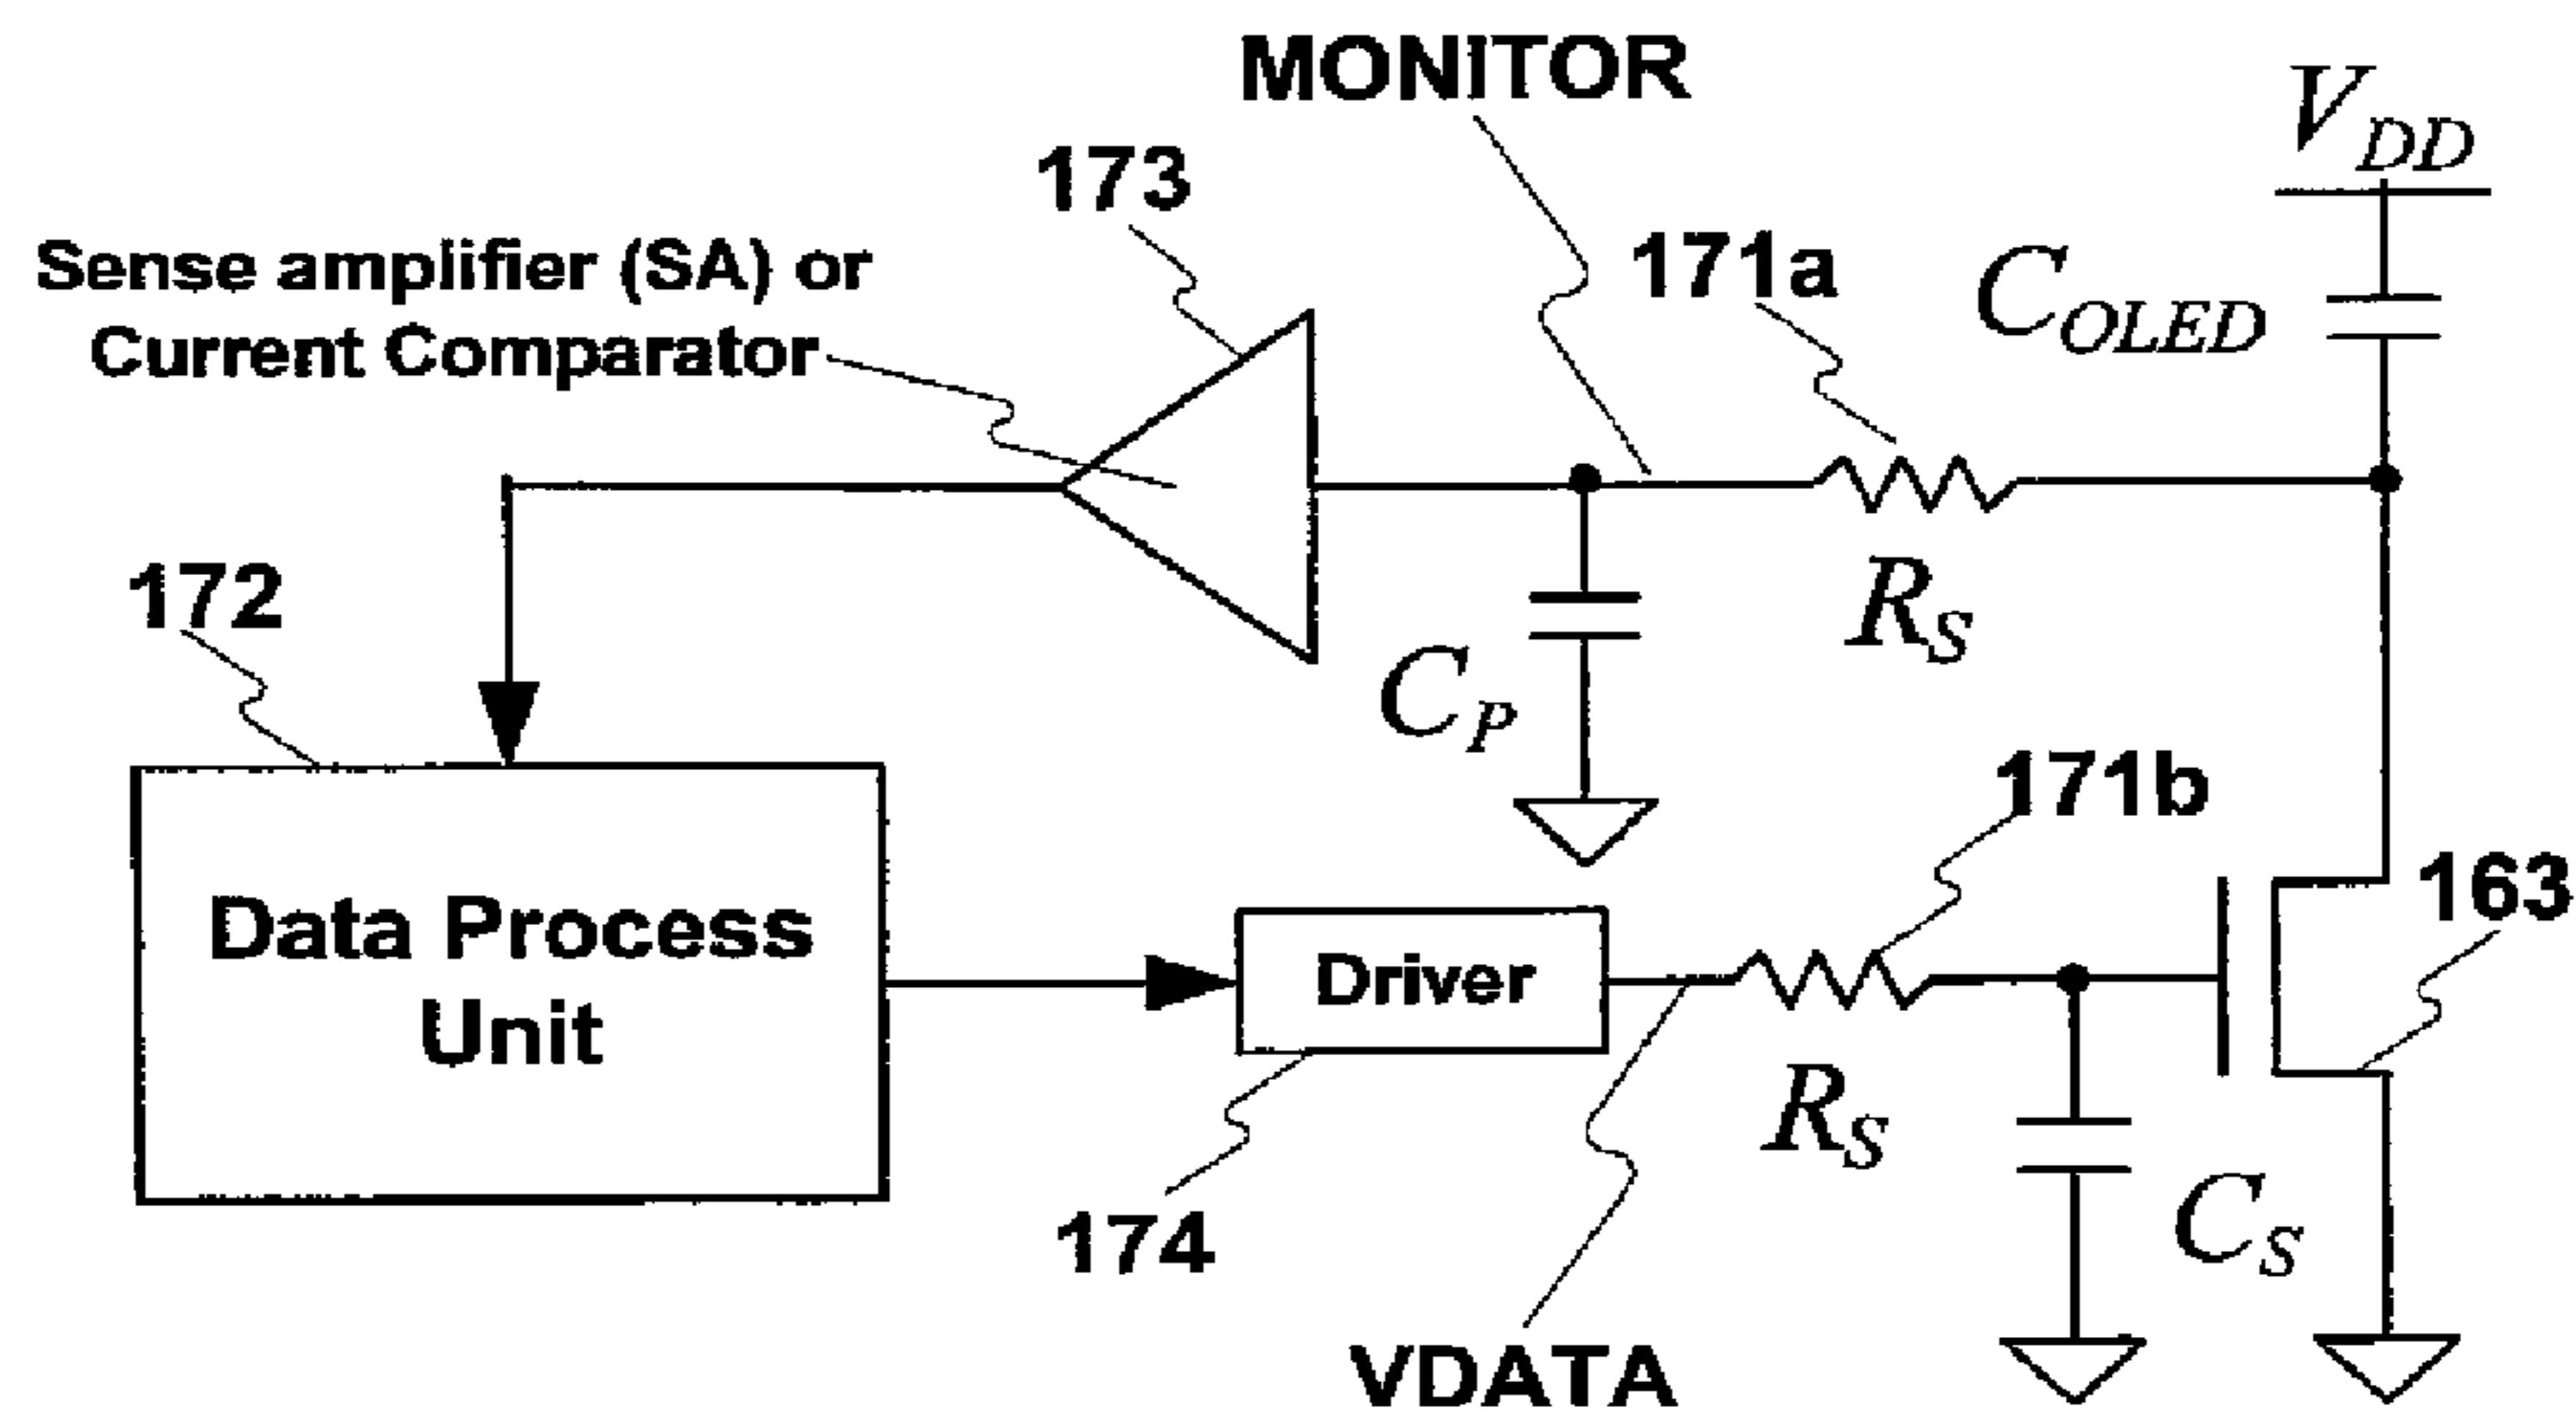 MONITOR
V_DD
173
171a
Sense amplifier (SA) or
Current Comparator
C_OLED
172
R_S
C_P
171b
163
Data Process
Unit
Driver
R_S
C_S
174
VDATA